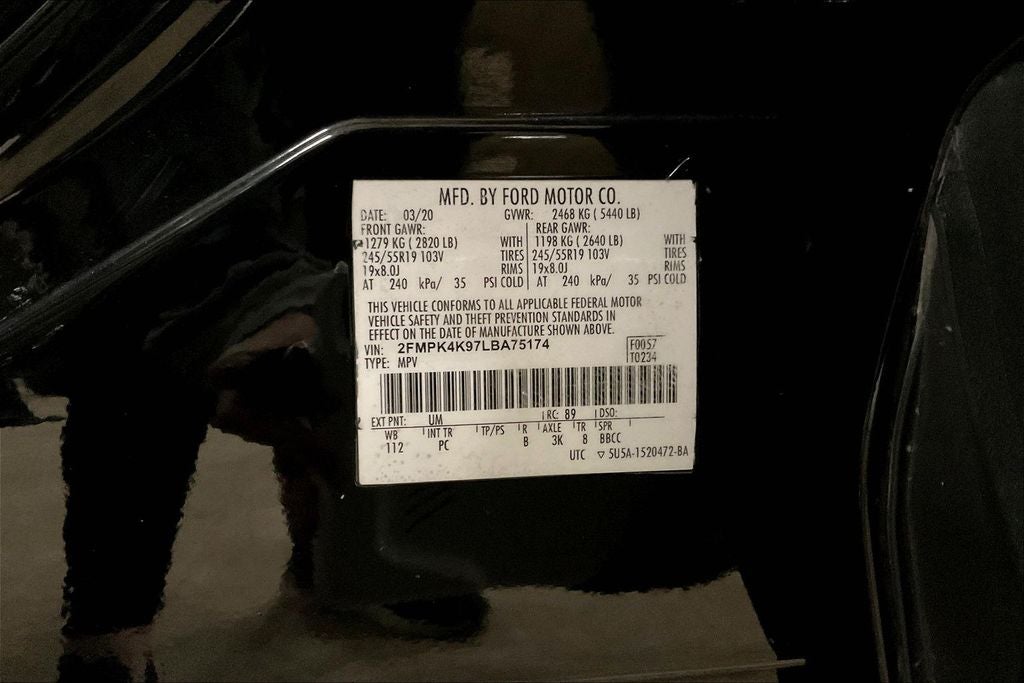 MFD. BY FORD MOTOR CO.
DATE: 03/20 GVWR: 2468 KG ( 5440 LB)
FRONT GAWR: REAR GAWR:
1279 KG ( 2820 LB) WITH 1198 KG ( 2640 LB) WITH
245/55R19 103V TIRES 245/55R19 103V TIRES
19x8.0J RIMS 19x8.0J RIMS
AT 240 kPa/ 35 PSI COLD AT 240 kPa/ 35 PSI COLD
THIS VEHICLE CONFORMS TO ALL APPLICABLE FEDERAL MOTOR
VEHICLE SAFETY AND THEFT PREVENTION STANDARDS IN
EFFECT ON THE DATE OF MANUFACTURE SHOWN ABOVE.
VIN: 2FMPK4K97LBA75174 F0057
TYPE: MPV T0234
EXT PNT: UM RC: 89 DSO:
WB INT TR TP/PS R AXLE TR SPR
112 PC B 3K 8 BBCC
UTC ▽ 5U5A-1520472-BA